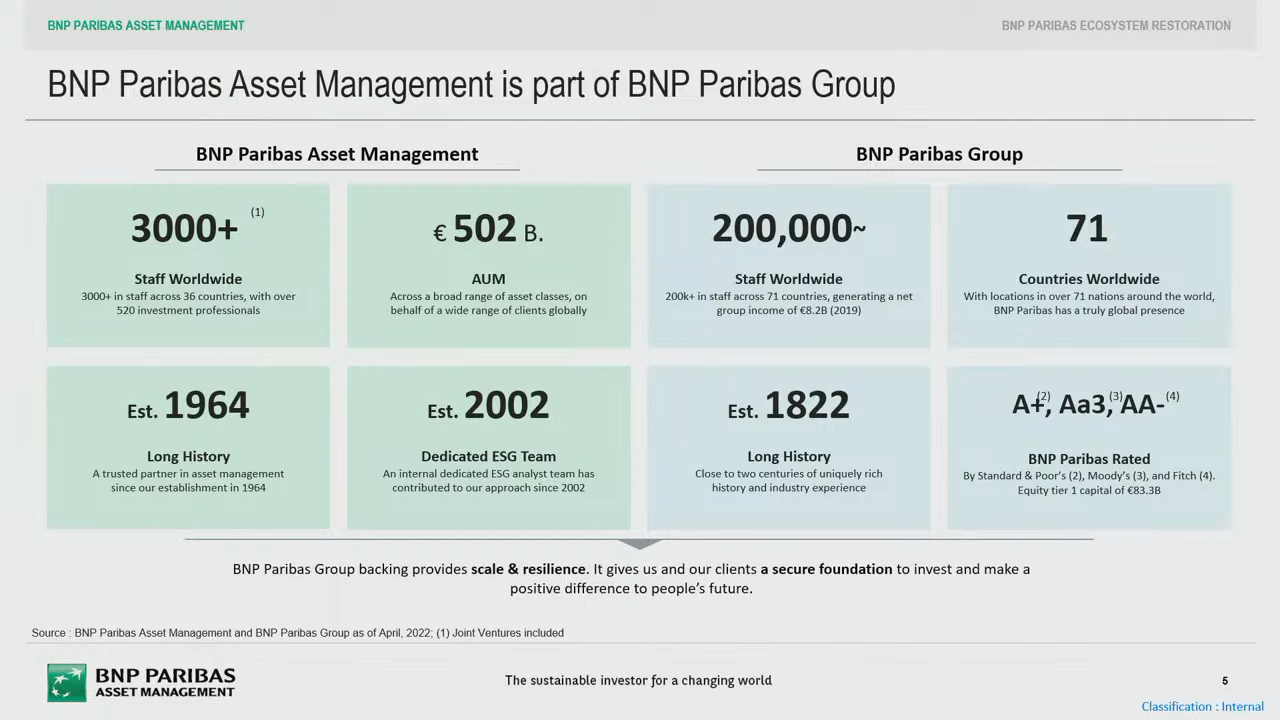 BNP PARIBAS ASSET MANAGEMENT
BNP PARIBAS ECOSYSTEM RESTORATION
BNP Paribas Asset Management is part of BNP Paribas Group
BNP Paribas Asset Management
3000+ (1)
Staff Worldwide
3000+ in staff across 36 countries, with over
520 investment professionals
€ 502 B.
AUM
Across a broad range of asset classes, on
behalf of a wide range of clients globally
Est. 1964
Long History
A trusted partner in asset management
since our establishment in 1964
Est. 2002
Dedicated ESG Team
An internal dedicated ESG analyst team has
contributed to our approach since 2002
BNP Paribas Group
200,000~
Staff Worldwide
200k+ in staff across 71 countries, generating a net
group income of €8.2B (2019)
71
Countries Worldwide
With locations in over 71 nations around the world,
BNP Paribas has a truly global presence
Est. 1822
Long History
Close to two centuries of uniquely rich
history and industry experience
A+(2), Aa3,(3) AA-(4)
BNP Paribas Rated
By Standard & Poor's (2), Moody's (3), and Fitch (4).
Equity tier 1 capital of €83.3B
BNP Paribas Group backing provides scale & resilience. It gives us and our clients a secure foundation to invest and make a
positive difference to people's future.
Source : BNP Paribas Asset Management and BNP Paribas Group as of April, 2022; (1) Joint Ventures included
BNP PARIBAS
ASSET MANAGEMENT
The sustainable investor for a changing world
5
Classification : Internal